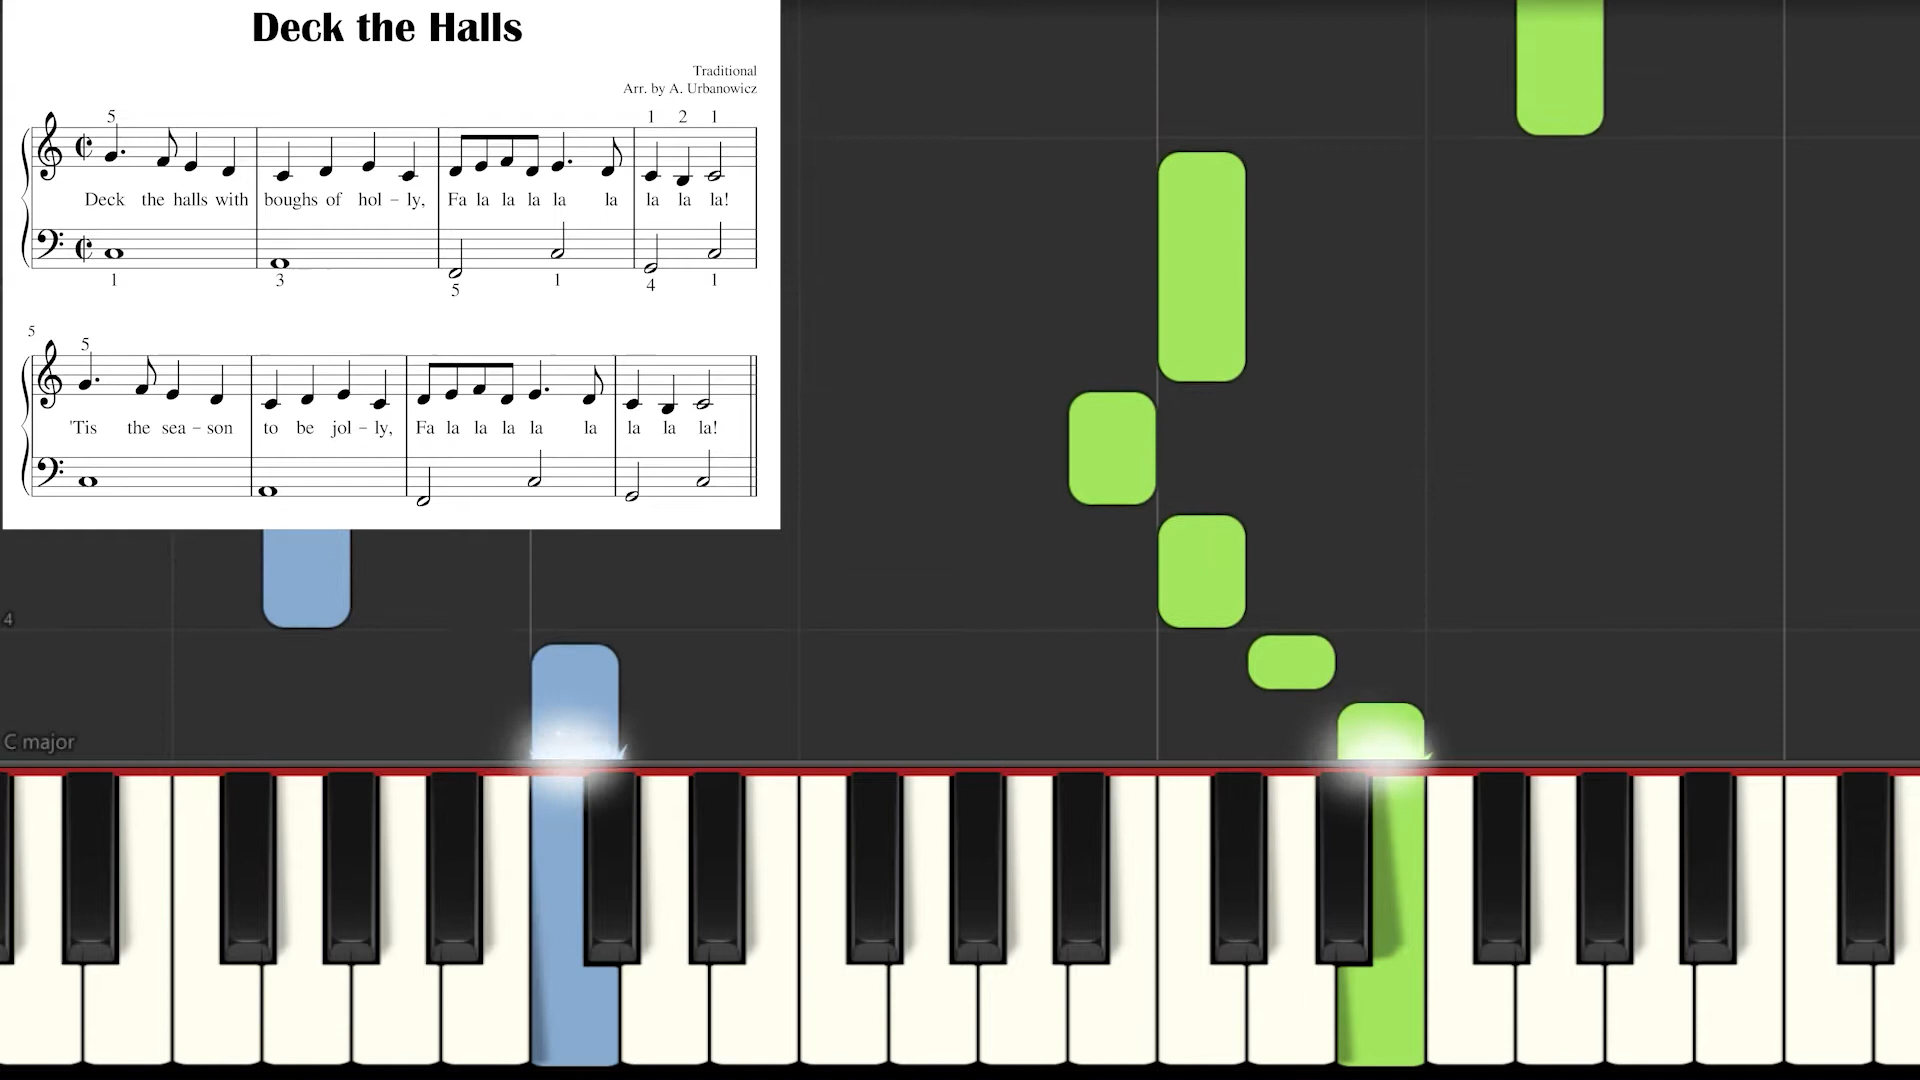 Deck the Halls
Traditional
Arr. by A. Urbanowicz
5 1 2 1
Deck the halls with boughs of hol – ly, Fa la la la la la la la la!
1 3 5 1 4 1
5
5
'Tis the sea – son to be jol – ly, Fa la la la la la la la la!
4
C major